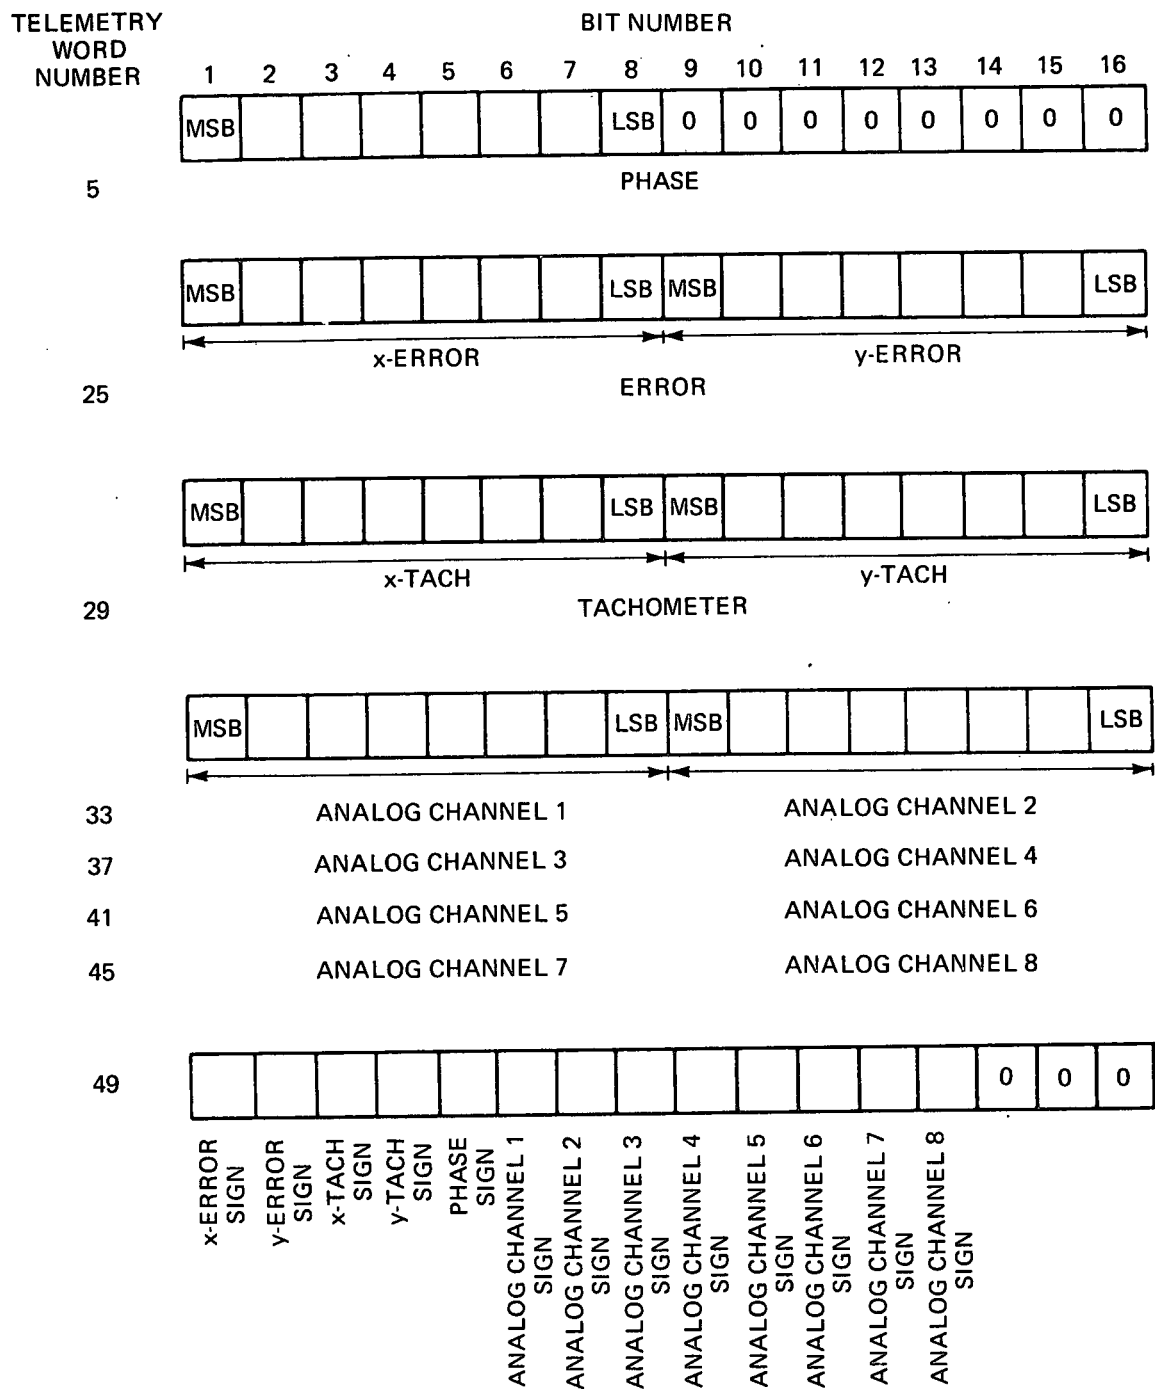 TELEMETRY WORD NUMBER
BIT NUMBER
1 2 3 4 5 6 7 8 9 10 11 12 13 14 15 16
MSB LSB 0 0 0 0 0 0 0 0
5 PHASE
MSB LSB MSB LSB
x-ERROR y-ERROR
25 ERROR
MSB LSB MSB LSB
x-TACH y-TACH
29 TACHOMETER
MSB LSB MSB LSB
33 ANALOG CHANNEL 1 ANALOG CHANNEL 2
37 ANALOG CHANNEL 3 ANALOG CHANNEL 4
41 ANALOG CHANNEL 5 ANALOG CHANNEL 6
45 ANALOG CHANNEL 7 ANALOG CHANNEL 8
49 0 0 0
x-ERROR SIGN
y-ERROR SIGN
x-TACH SIGN
y-TACH SIGN
PHASE SIGN
ANALOG CHANNEL 1 SIGN
ANALOG CHANNEL 2 SIGN
ANALOG CHANNEL 3 SIGN
ANALOG CHANNEL 4 SIGN
ANALOG CHANNEL 5 SIGN
ANALOG CHANNEL 6 SIGN
ANALOG CHANNEL 7 SIGN
ANALOG CHANNEL 8 SIGN